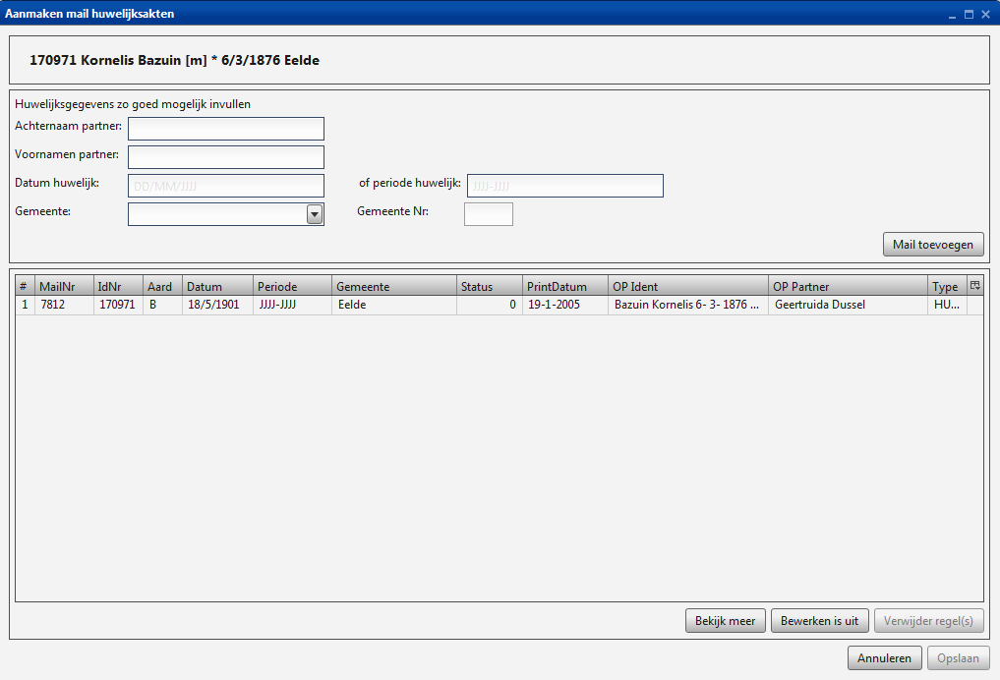 Aanmaken mail huwelijksakten
170971 Kornelis Bazuin [m] * 6/3/1876 Eelde
Huwelijksgegevens zo goed mogelijk invullen
Achternaam partner:
Voornamen partner:
Datum huwelijk: DD/MM/JJJJ of periode huwelijk: JJJJ-JJJJ
Gemeente: Gemeente Nr:
Mail toevoegen
# MailNr IdNr Aard Datum Periode Gemeente Status PrintDatum OP Ident OP Partner Type
1 7812 170971 B 18/5/1901 JJJJ-JJJJ Eelde 0 19-1-2005 Bazuin Kornelis 6- 3- 1876 ... Geertruida Dussel HU...
Bekijk meer Bewerken is uit Verwijder regel(s)
Annuleren Opslaan